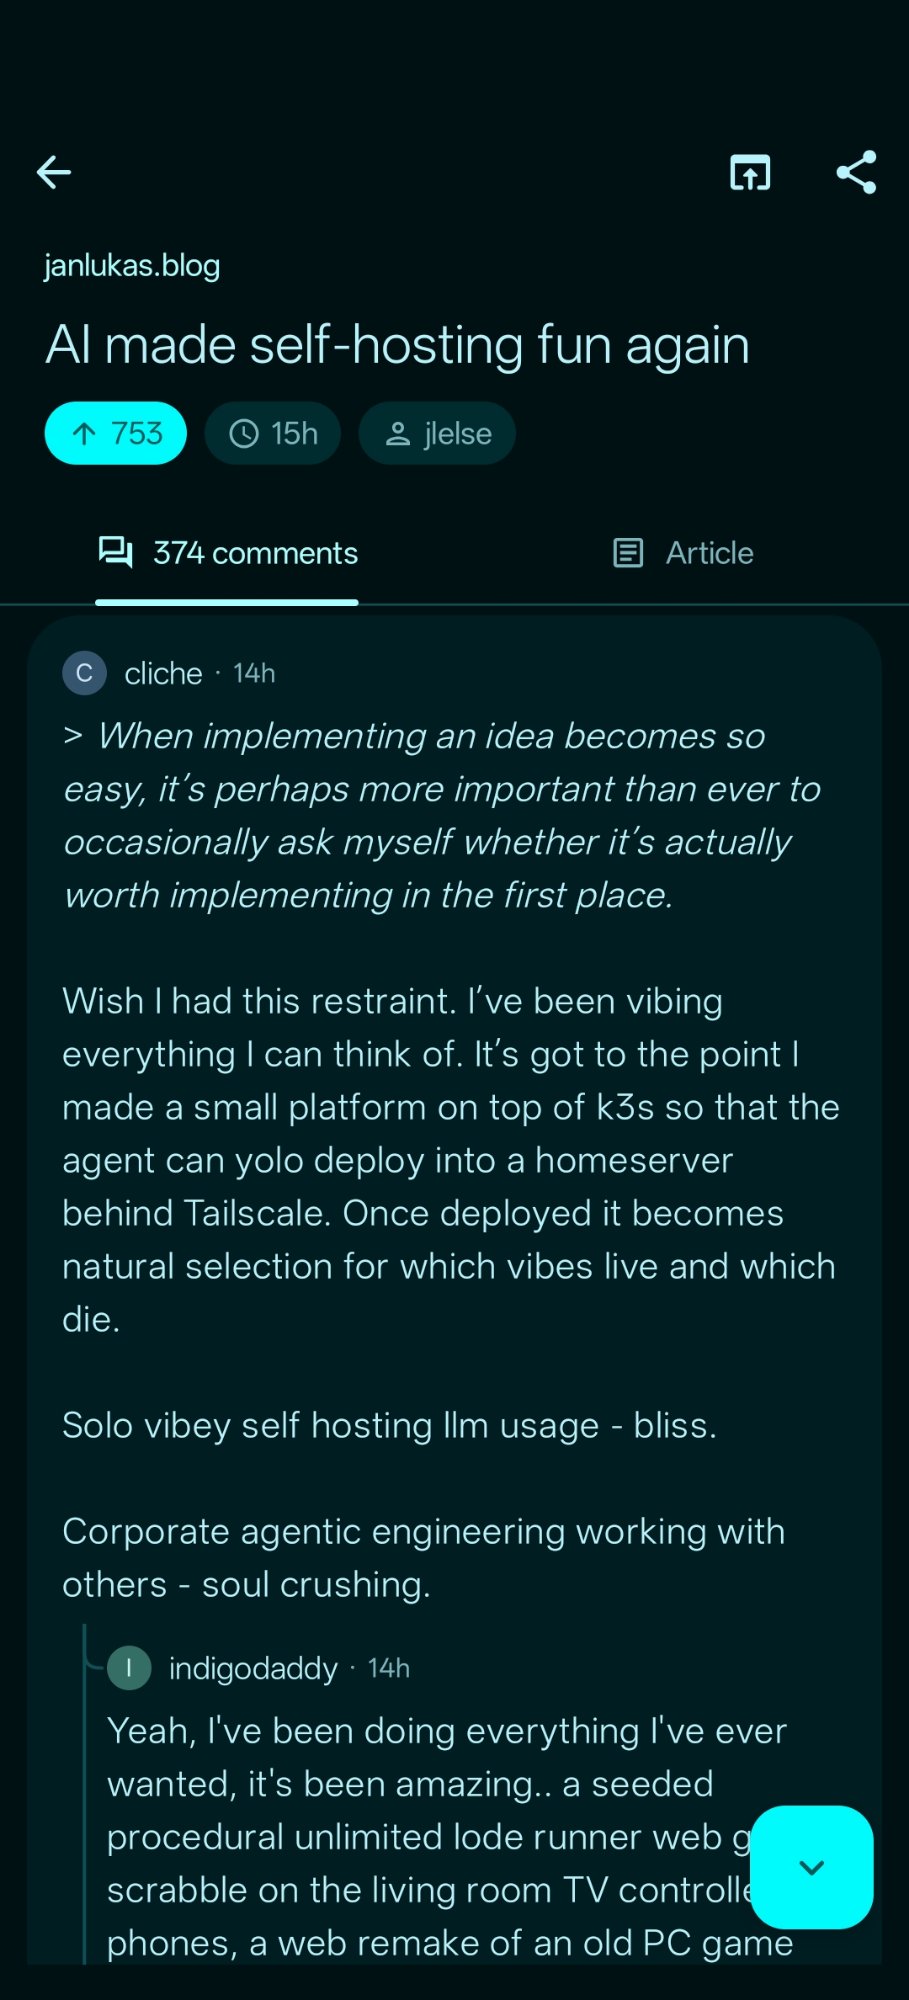 janlukas.blog
AI made self-hosting fun again
753
15h
jlelse
374 comments
Article
C
cliche · 14h
> When implementing an idea becomes so
easy, it’s perhaps more important than ever to
occasionally ask myself whether it’s actually
worth implementing in the first place.
Wish I had this restraint. I’ve been vibing
everything I can think of. It’s got to the point I
made a small platform on top of k3s so that the
agent can yolo deploy into a homeserver
behind Tailscale. Once deployed it becomes
natural selection for which vibes live and which
die.
Solo vibey self hosting llm usage - bliss.
Corporate agentic engineering working with
others - soul crushing.
I
indigodaddy · 14h
Yeah, I've been doing everything I've ever
wanted, it's been amazing.. a seeded
procedural unlimited lode runner web
scrabble on the living room TV
phones, a web remake of an old PC game